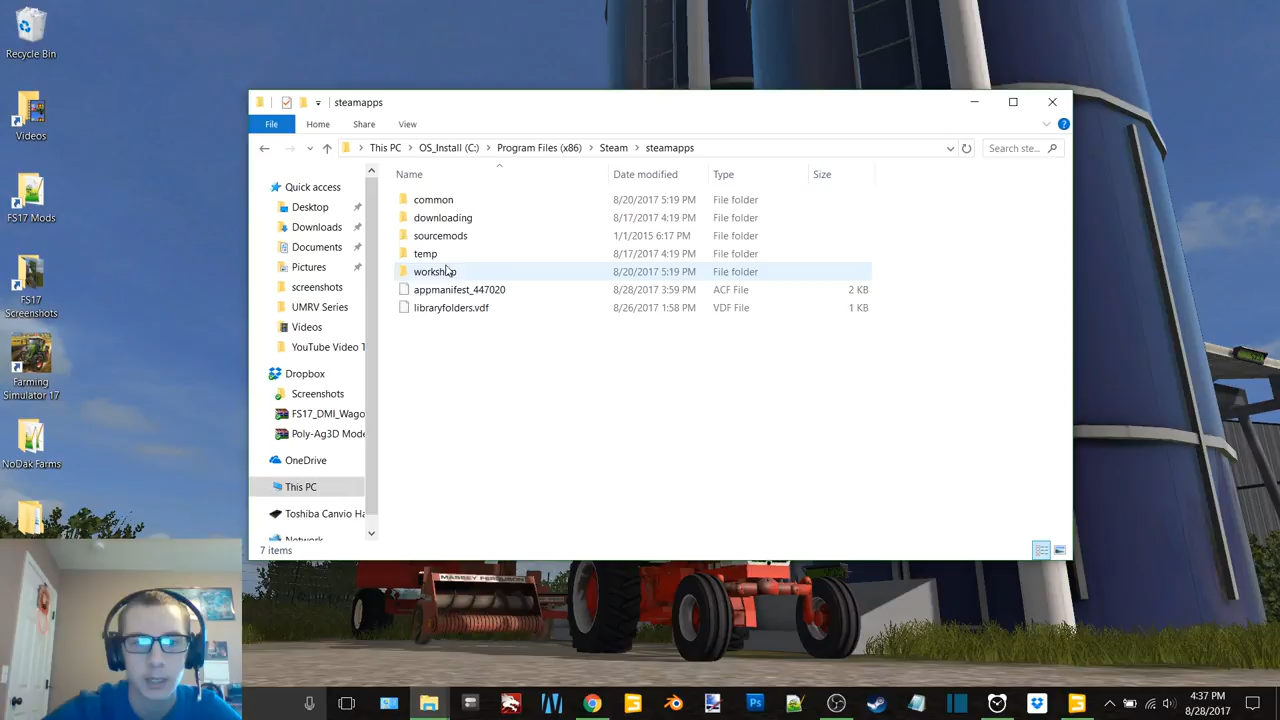 Recycle Bin
Videos
FS17 Mods
FS17
Screenshots
Farming
Simulator 17
NoDak Farms
steamapps
File
Home
Share
View
This PC
OS_Install (C:)
Program Files (x86)
Steam
steamapps
Search ste...
Name
Date modified
Type
Size
Quick access
Desktop
Downloads
Documents
Pictures
screenshots
UMRV Series
Videos
YouTube Video T
Dropbox
Screenshots
FS17_DMI_Wago
Poly-Ag3D Mode
OneDrive
This PC
Toshiba Canvio Ha
Network
common 8/20/2017 5:19 PM File folder
downloading 8/17/2017 4:19 PM File folder
sourcemods 1/1/2015 6:17 PM File folder
temp 8/17/2017 4:19 PM File folder
workshop 8/20/2017 5:19 PM File folder
appmanifest_447020 8/28/2017 3:59 PM ACF File 2 KB
libraryfolders.vdf 8/26/2017 1:58 PM VDF File 1 KB
7 items
MASSEY FERGUSON
Ps
4:37 PM
8/28/2017